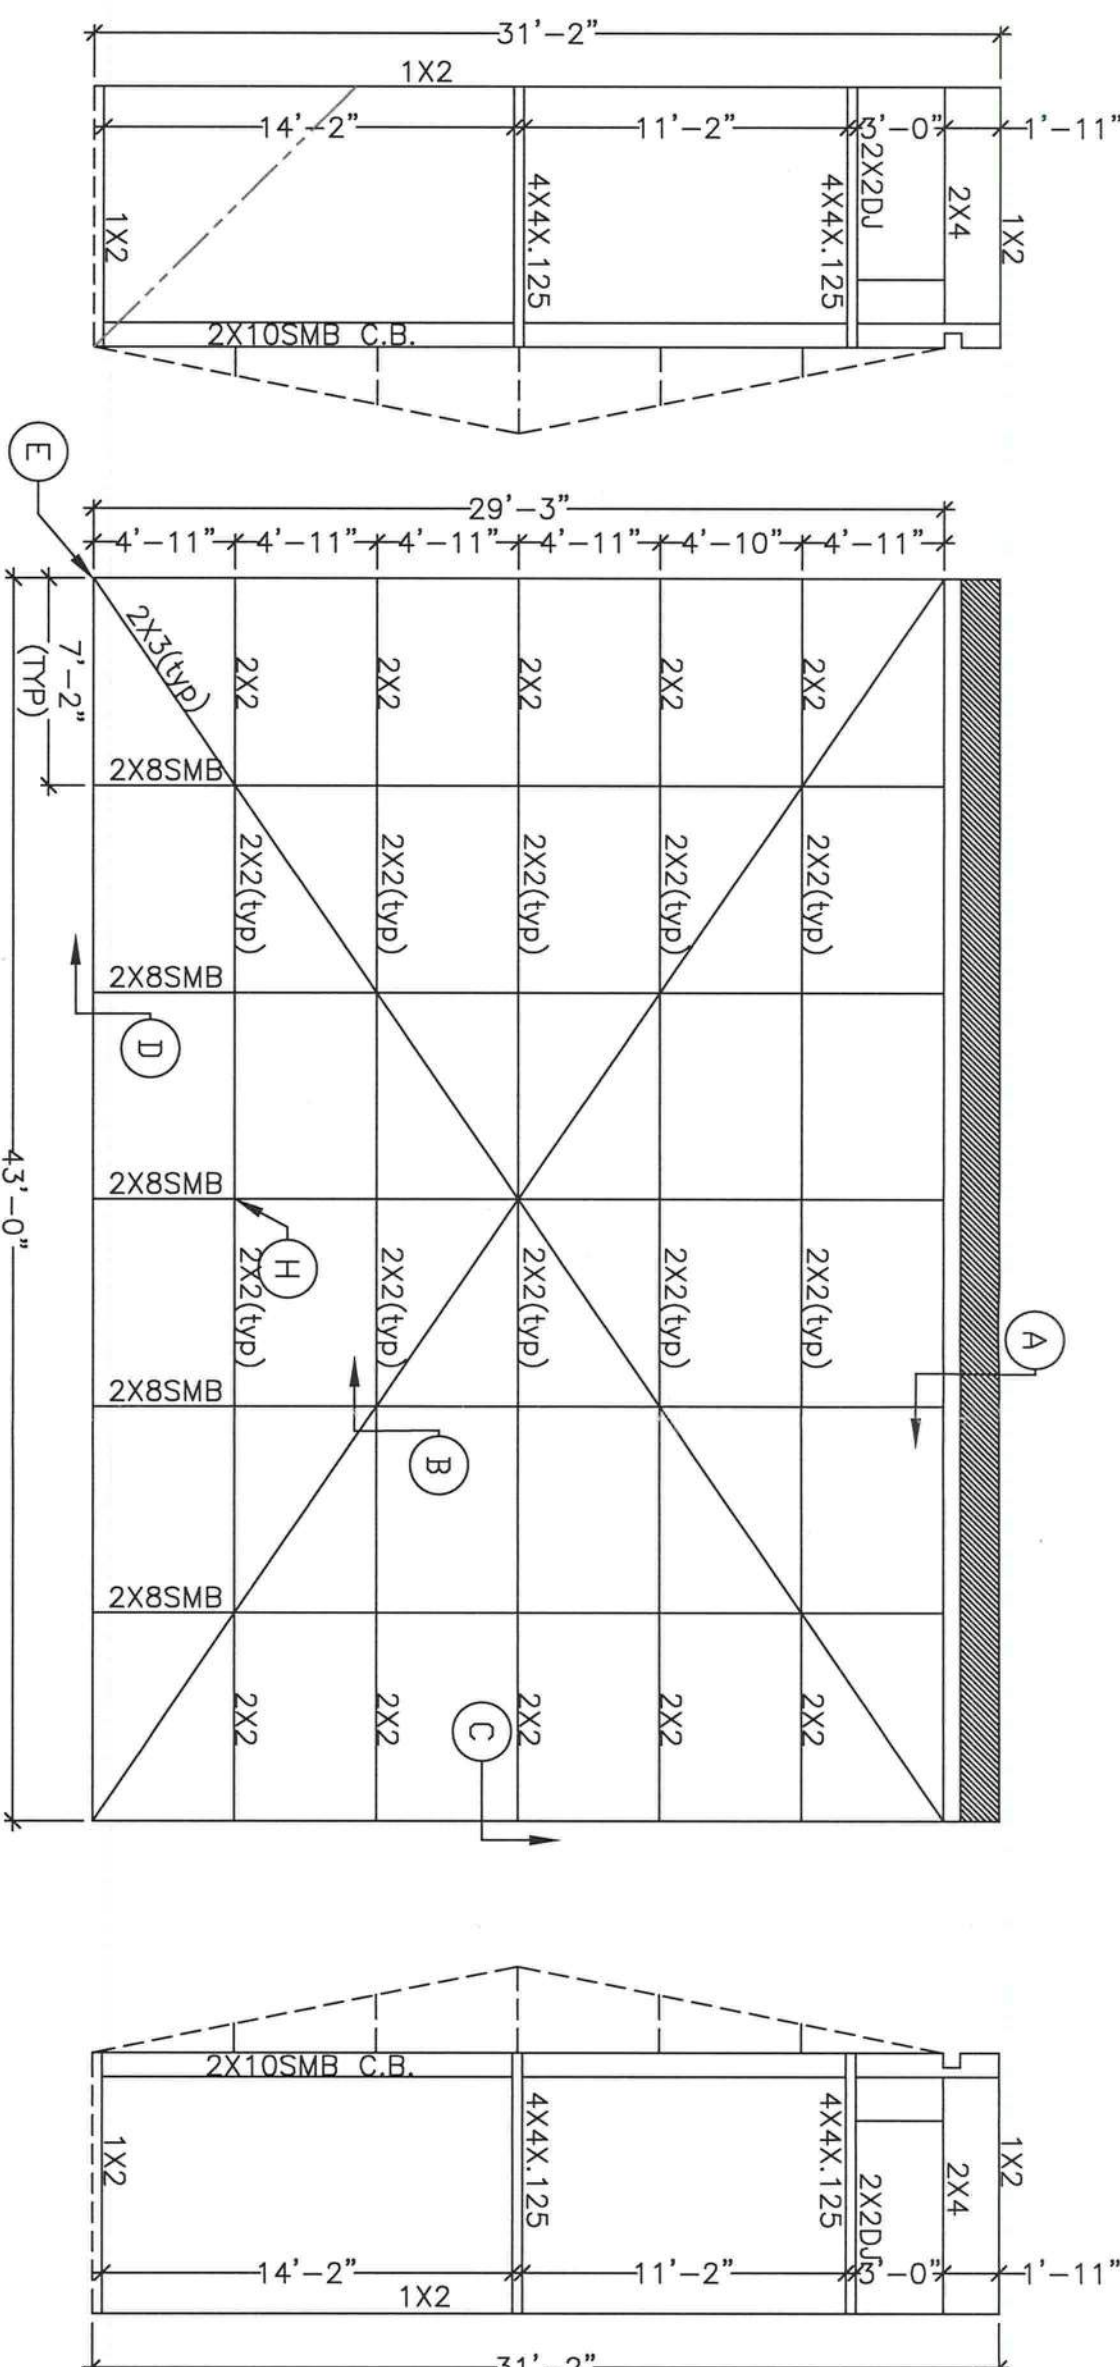 31'-2"
1X2
14'-2"
11'-2"
3'-0"
1'-11"
1X2
4X4X.125
4X4X.125
2X2DJ
2X4
1X2
2X10SMB C.B.
E
29'-3"
4'-11"
4'-11"
4'-11"
4'-11"
4'-10"
4'-11"
7'-2"
(TYP)
2X3(typ)
2X2
2X2
2X2
2X2
2X2
2X8SMB
2X2(typ)
2X2(typ)
2X2(typ)
2X2(typ)
2X2(typ)
2X8SMB
D
43'-0"
2X8SMB
H
2X2(typ)
2X2(typ)
2X2(typ)
2X2(typ)
2X2(typ)
A
2X8SMB
B
2X8SMB
2X2
2X2
2X2
2X2
2X2
C
2X10SMB C.B.
1X2
4X4X.125
4X4X.125
2X2DJ
2X4
1X2
14'-2"
11'-2"
3'-0"
1'-11"
1X2
31'-2"